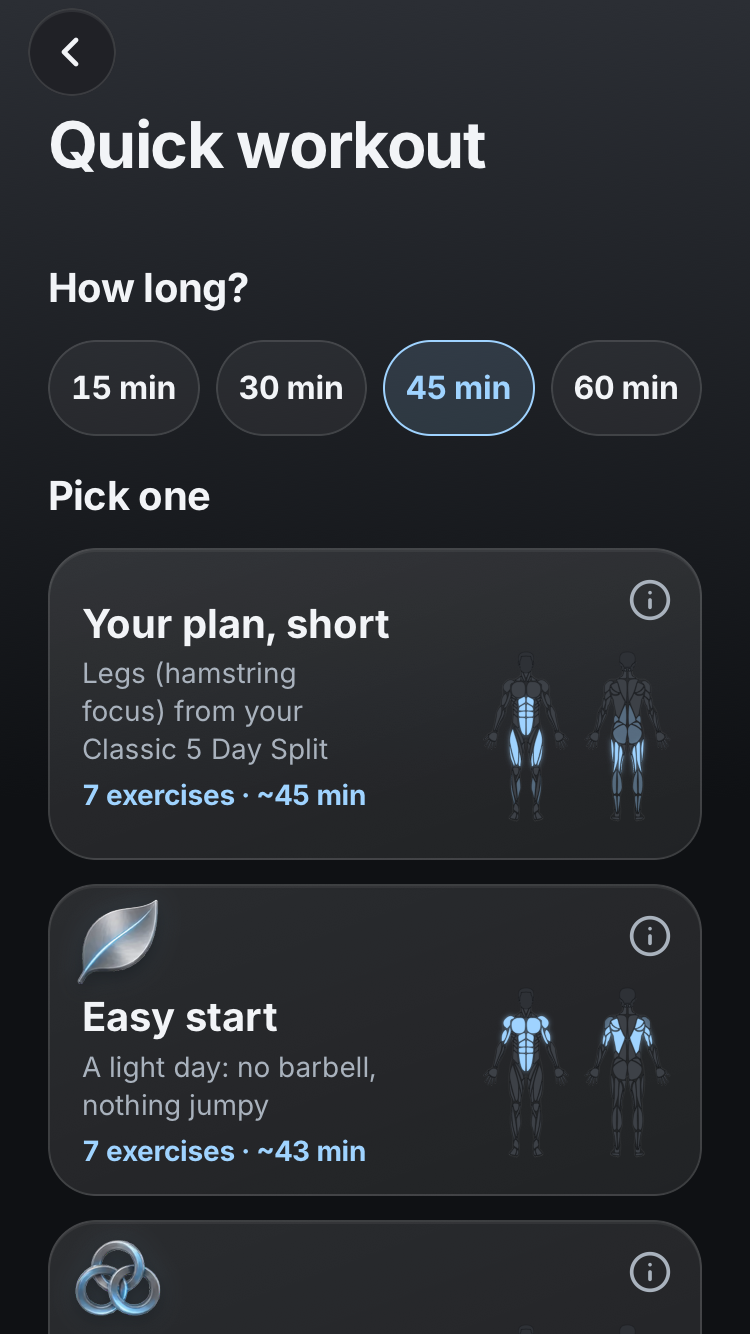 Quick workout
How long?
15 min 30 min 45 min 60 min
Pick one
Your plan, short
Legs (hamstring
focus) from your
Classic 5 Day Split
7 exercises · ~45 min
Easy start
A light day: no barbell,
nothing jumpy
7 exercises · ~43 min